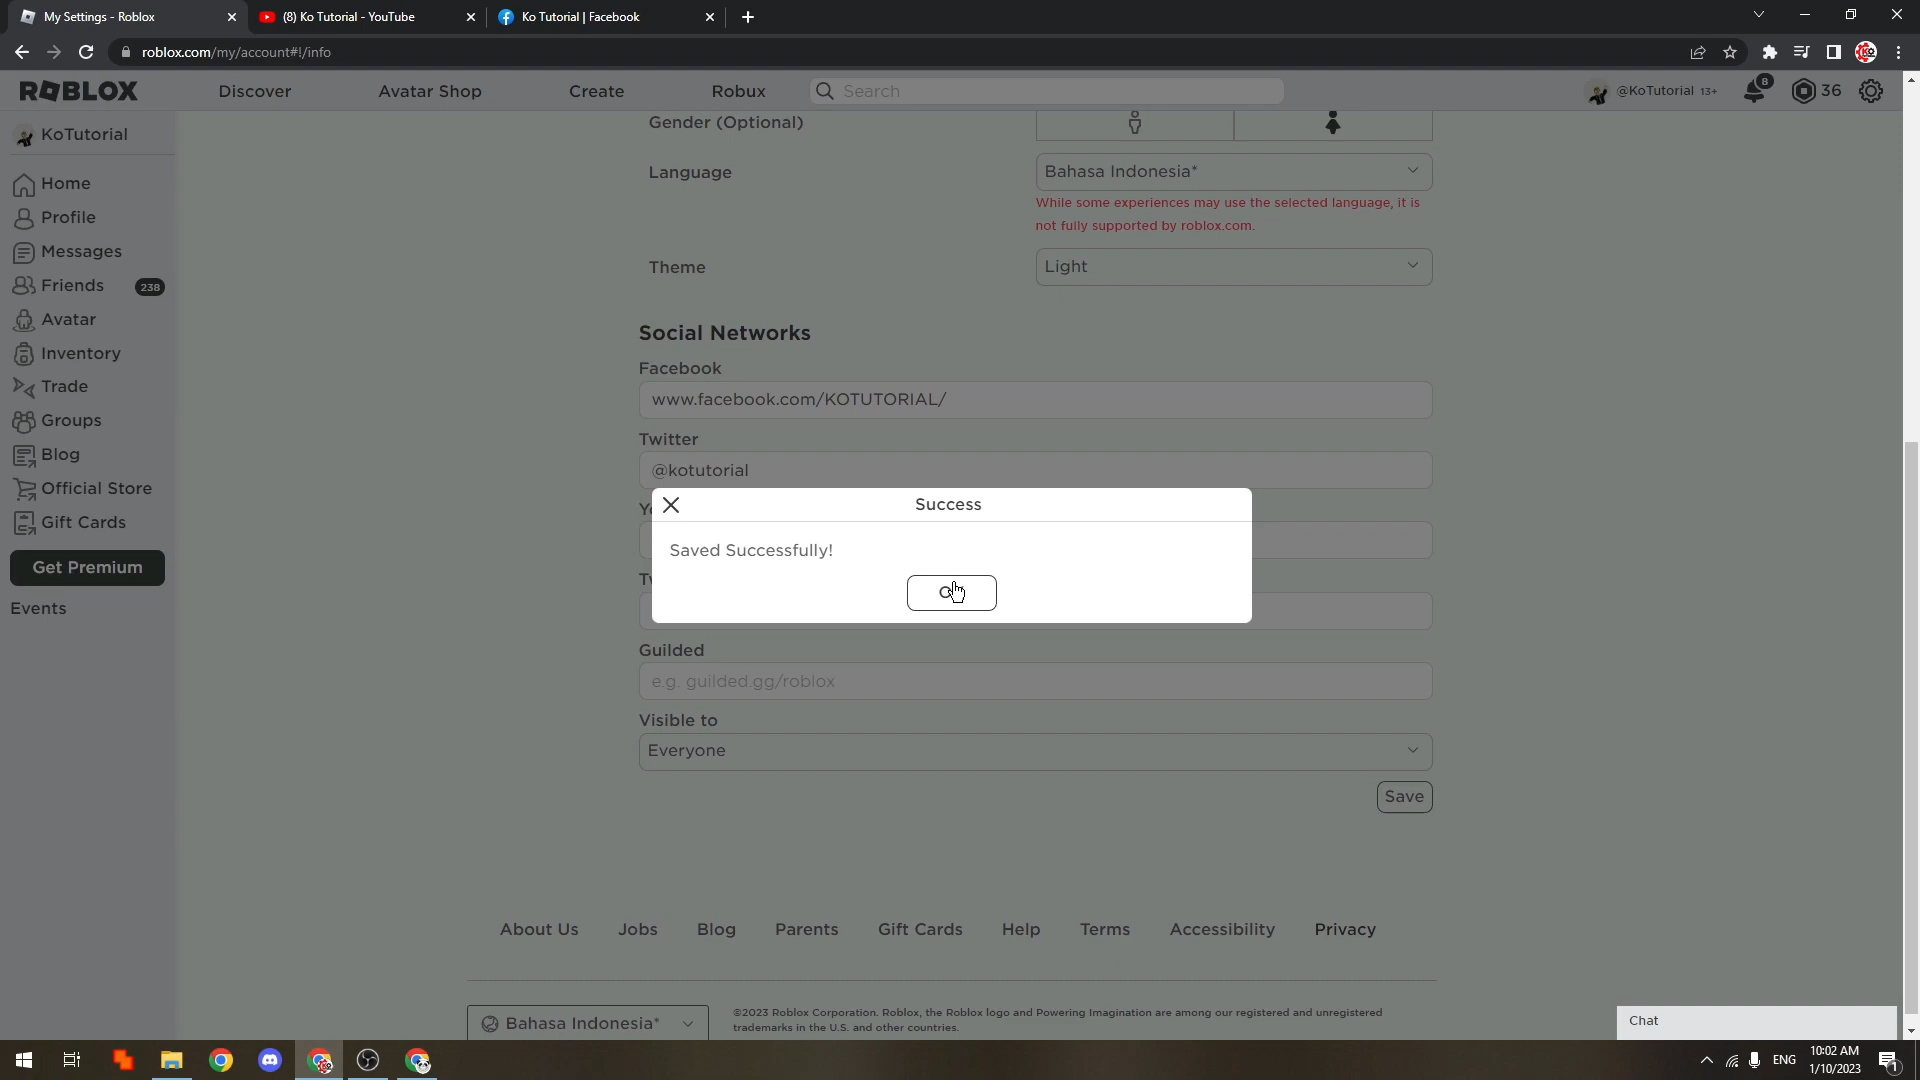 My Settings - Roblox
(8) Ko Tutorial - YouTube
Ko Tutorial | Facebook
roblox.com/my/account#!/info
ROBLOX
Discover
Avatar Shop
Create
Robux
Search
@KoTutorial 13+
8
36
KoTutorial
Home
Profile
Messages
Friends
238
Avatar
Inventory
Trade
Groups
Blog
Official Store
Gift Cards
Get Premium
Events
Gender (Optional)
Language
Bahasa Indonesia*
While some experiences may use the selected language, it is
not fully supported by roblox.com.
Theme
Light
Social Networks
Facebook
www.facebook.com/KOTUTORIAL/
Twitter
@kotutorial
Success
Saved Successfully!
Guilded
e.g. guilded.gg/roblox
Visible to
Everyone
Save
About Us
Jobs
Blog
Parents
Gift Cards
Help
Terms
Accessibility
Privacy
Bahasa Indonesia*
©2023 Roblox Corporation. Roblox, the Roblox logo and Powering Imagination are among our registered and unregistered
trademarks in the U.S. and other countries.
Chat
ENG
10:02 AM
1/10/2023
1